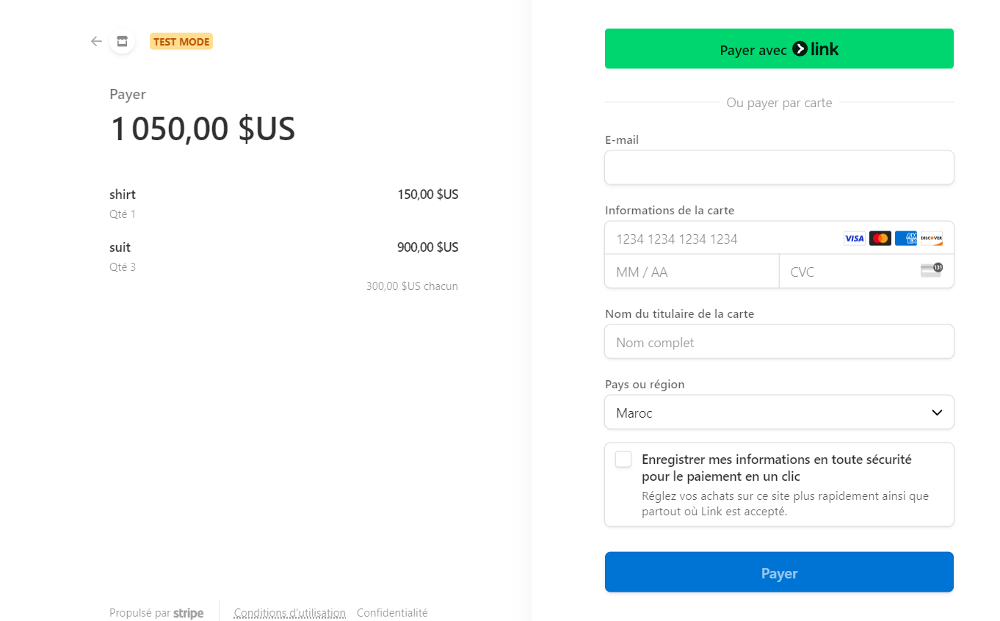 TEST MODE
Payer
1 050,00 $US
shirt 150,00 $US
Qté 1
suit 900,00 $US
Qté 3
300,00 $US chacun
Propulsé par stripe Conditions d'utilisation Confidentialité
Payer avec link
Ou payer par carte
E-mail
Informations de la carte
1234 1234 1234 1234 VISA AMEX DISCOVER
MM / AA CVC 135
Nom du titulaire de la carte
Nom complet
Pays ou région
Maroc
Enregistrer mes informations en toute sécurité
pour le paiement en un clic
Réglez vos achats sur ce site plus rapidement ainsi que
partout où Link est accepté.
Payer